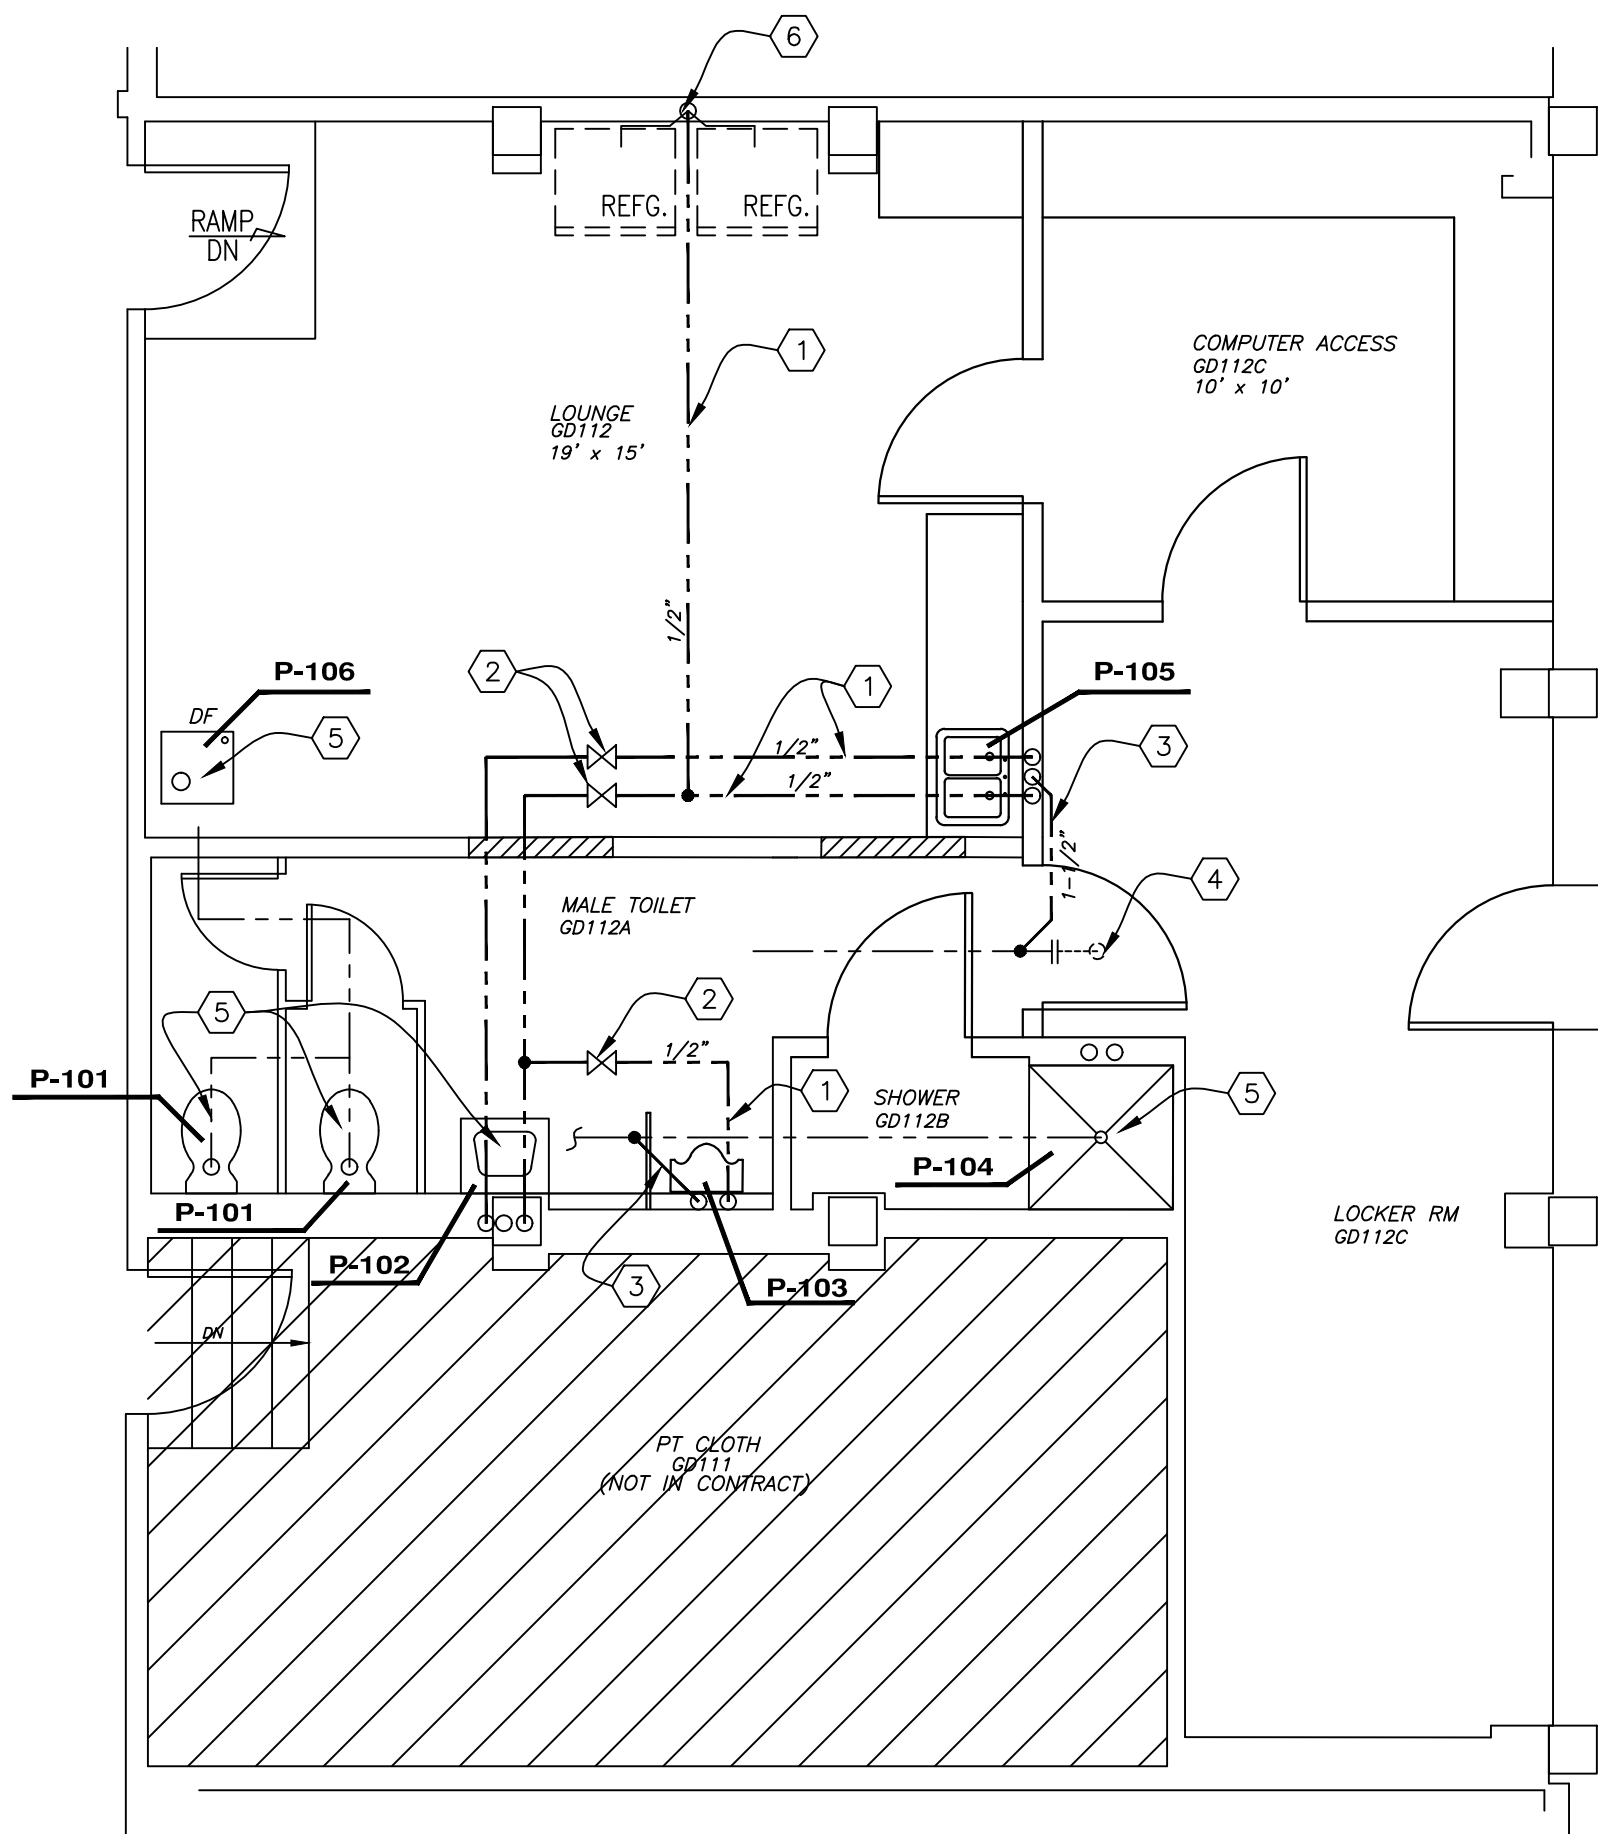 6
RAMP
DN
REFG.
REFG.
1
COMPUTER ACCESS
GD112C
10' x 10'
LOUNGE
GD112
19' x 15'
1/2"
P-106
2
1
P-105
DF
5
1/2"
1/2"
3
1-1/2"
4
MALE TOILET
GD112A
5
2
1/2"
P-101
1
SHOWER
GD112B
5
P-104
P-101
LOCKER RM
GD112C
P-102
3
P-103
DN
PT CLOTH
GD111
(NOT IN CONTRACT)